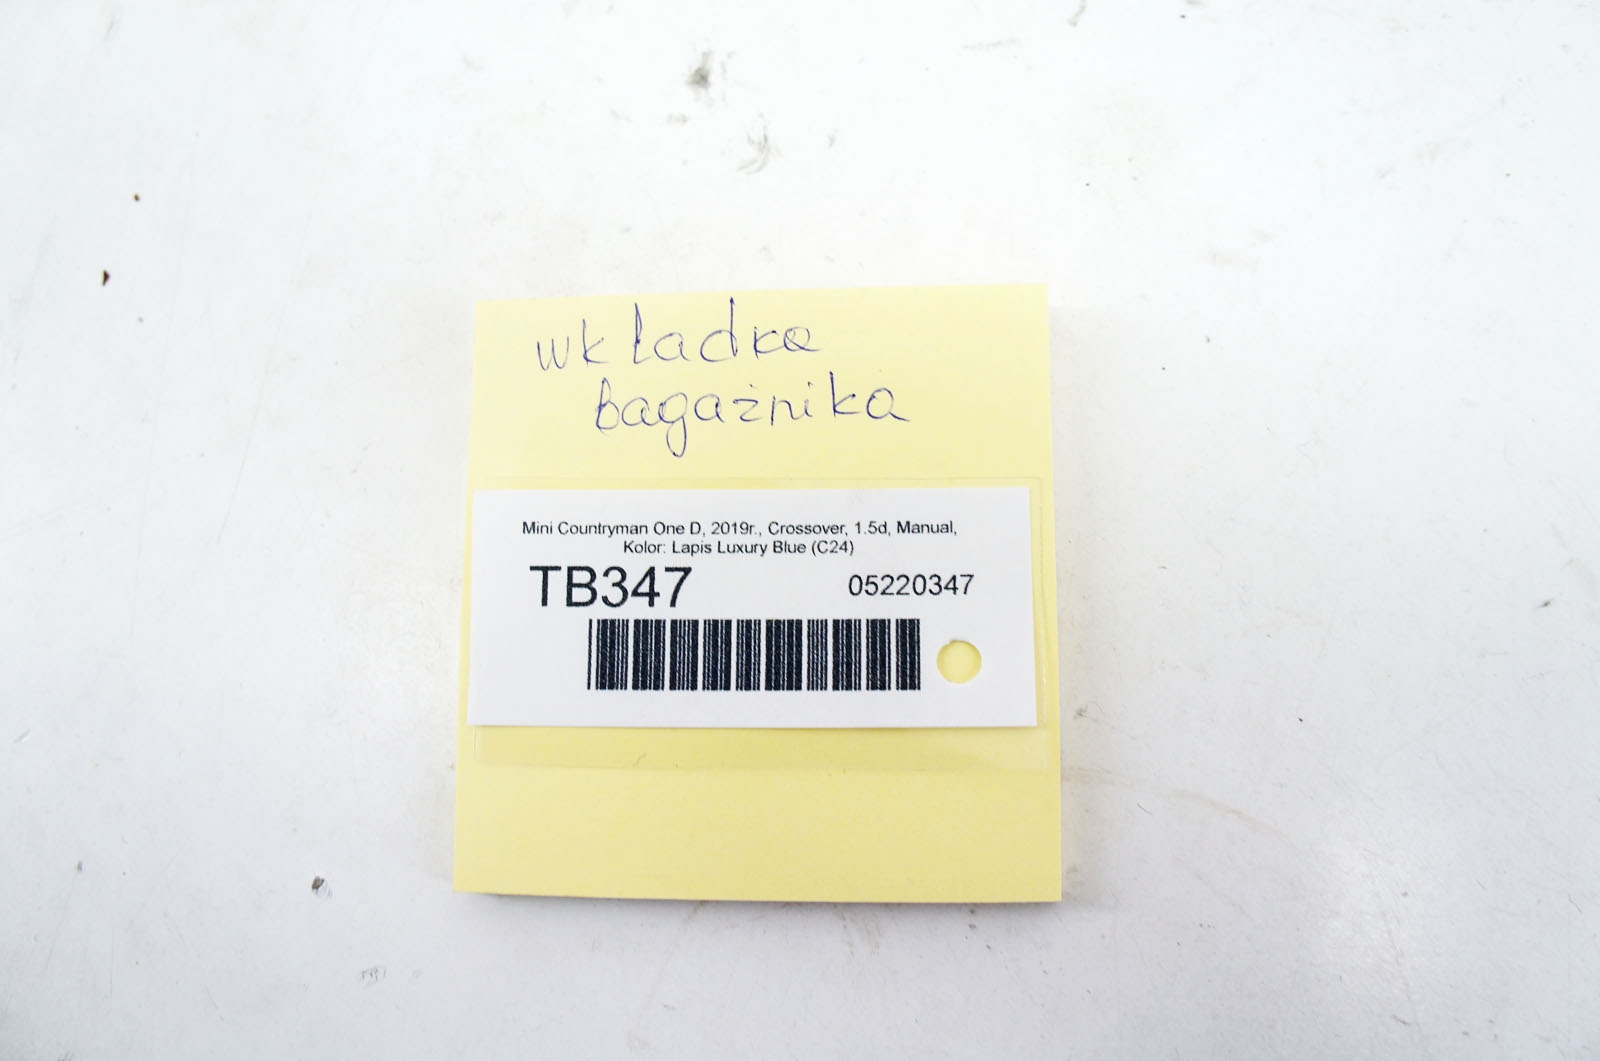 wkładka
bagażnika
Mini Countryman One D, 2019r., Crossover, 1.5d, Manual,
Kolor: Lapis Luxury Blue (C24)
TB347 05220347